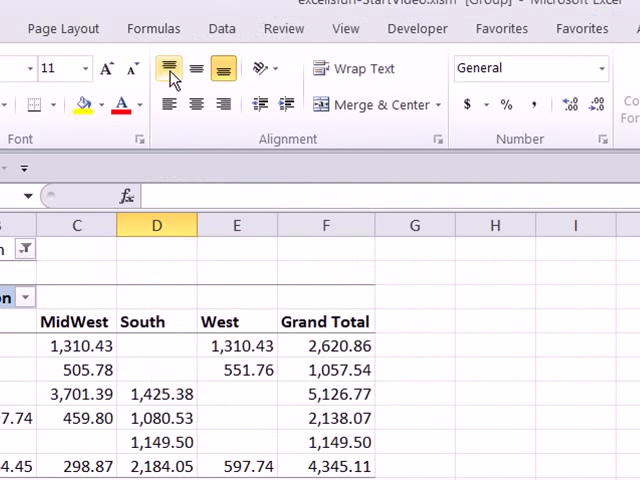 excelisfun-StartVideo.xlsm [Group] - Microsoft Excel
Page Layout Formulas Data Review View Developer Favorites Favorites
11 A A Wrap Text General
A Merge & Center $ % ,
Font Alignment Number
fx
C D E F G H I
MidWest South West Grand Total
1,310.43 1,310.43 2,620.86
505.78 551.76 1,057.54
3,701.39 1,425.38 5,126.77
7.74 459.80 1,080.53 2,138.07
1,149.50 1,149.50
4.45 298.87 2,184.05 597.74 4,345.11